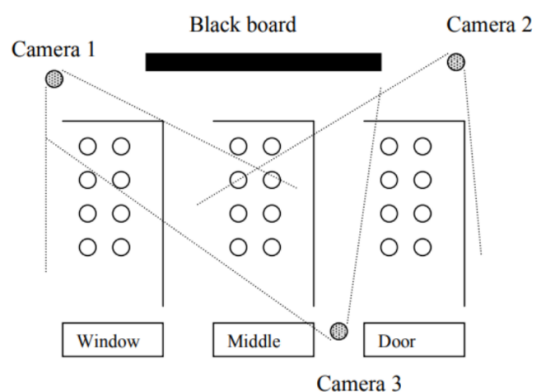 Black board
Camera 2
Camera 1
Window
Middle
Door
Camera 3